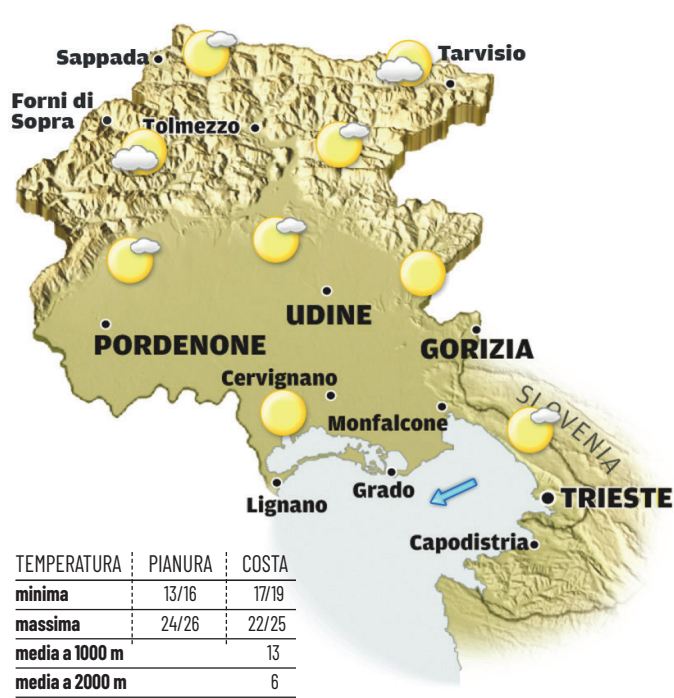 Sappada
Tarvisio
Forni di
Sopra
Tolmezzo
UDINE
PORDENONE
GORIZIA
Cervignano
SLOVENIA
Monfalcone
Grado
TRIESTE
Lignano
Capodistria
TEMPERATURA PIANURA COSTA
minima 13/16 17/19
massima 24/26 22/25
media a 1000 m 13
media a 2000 m 6